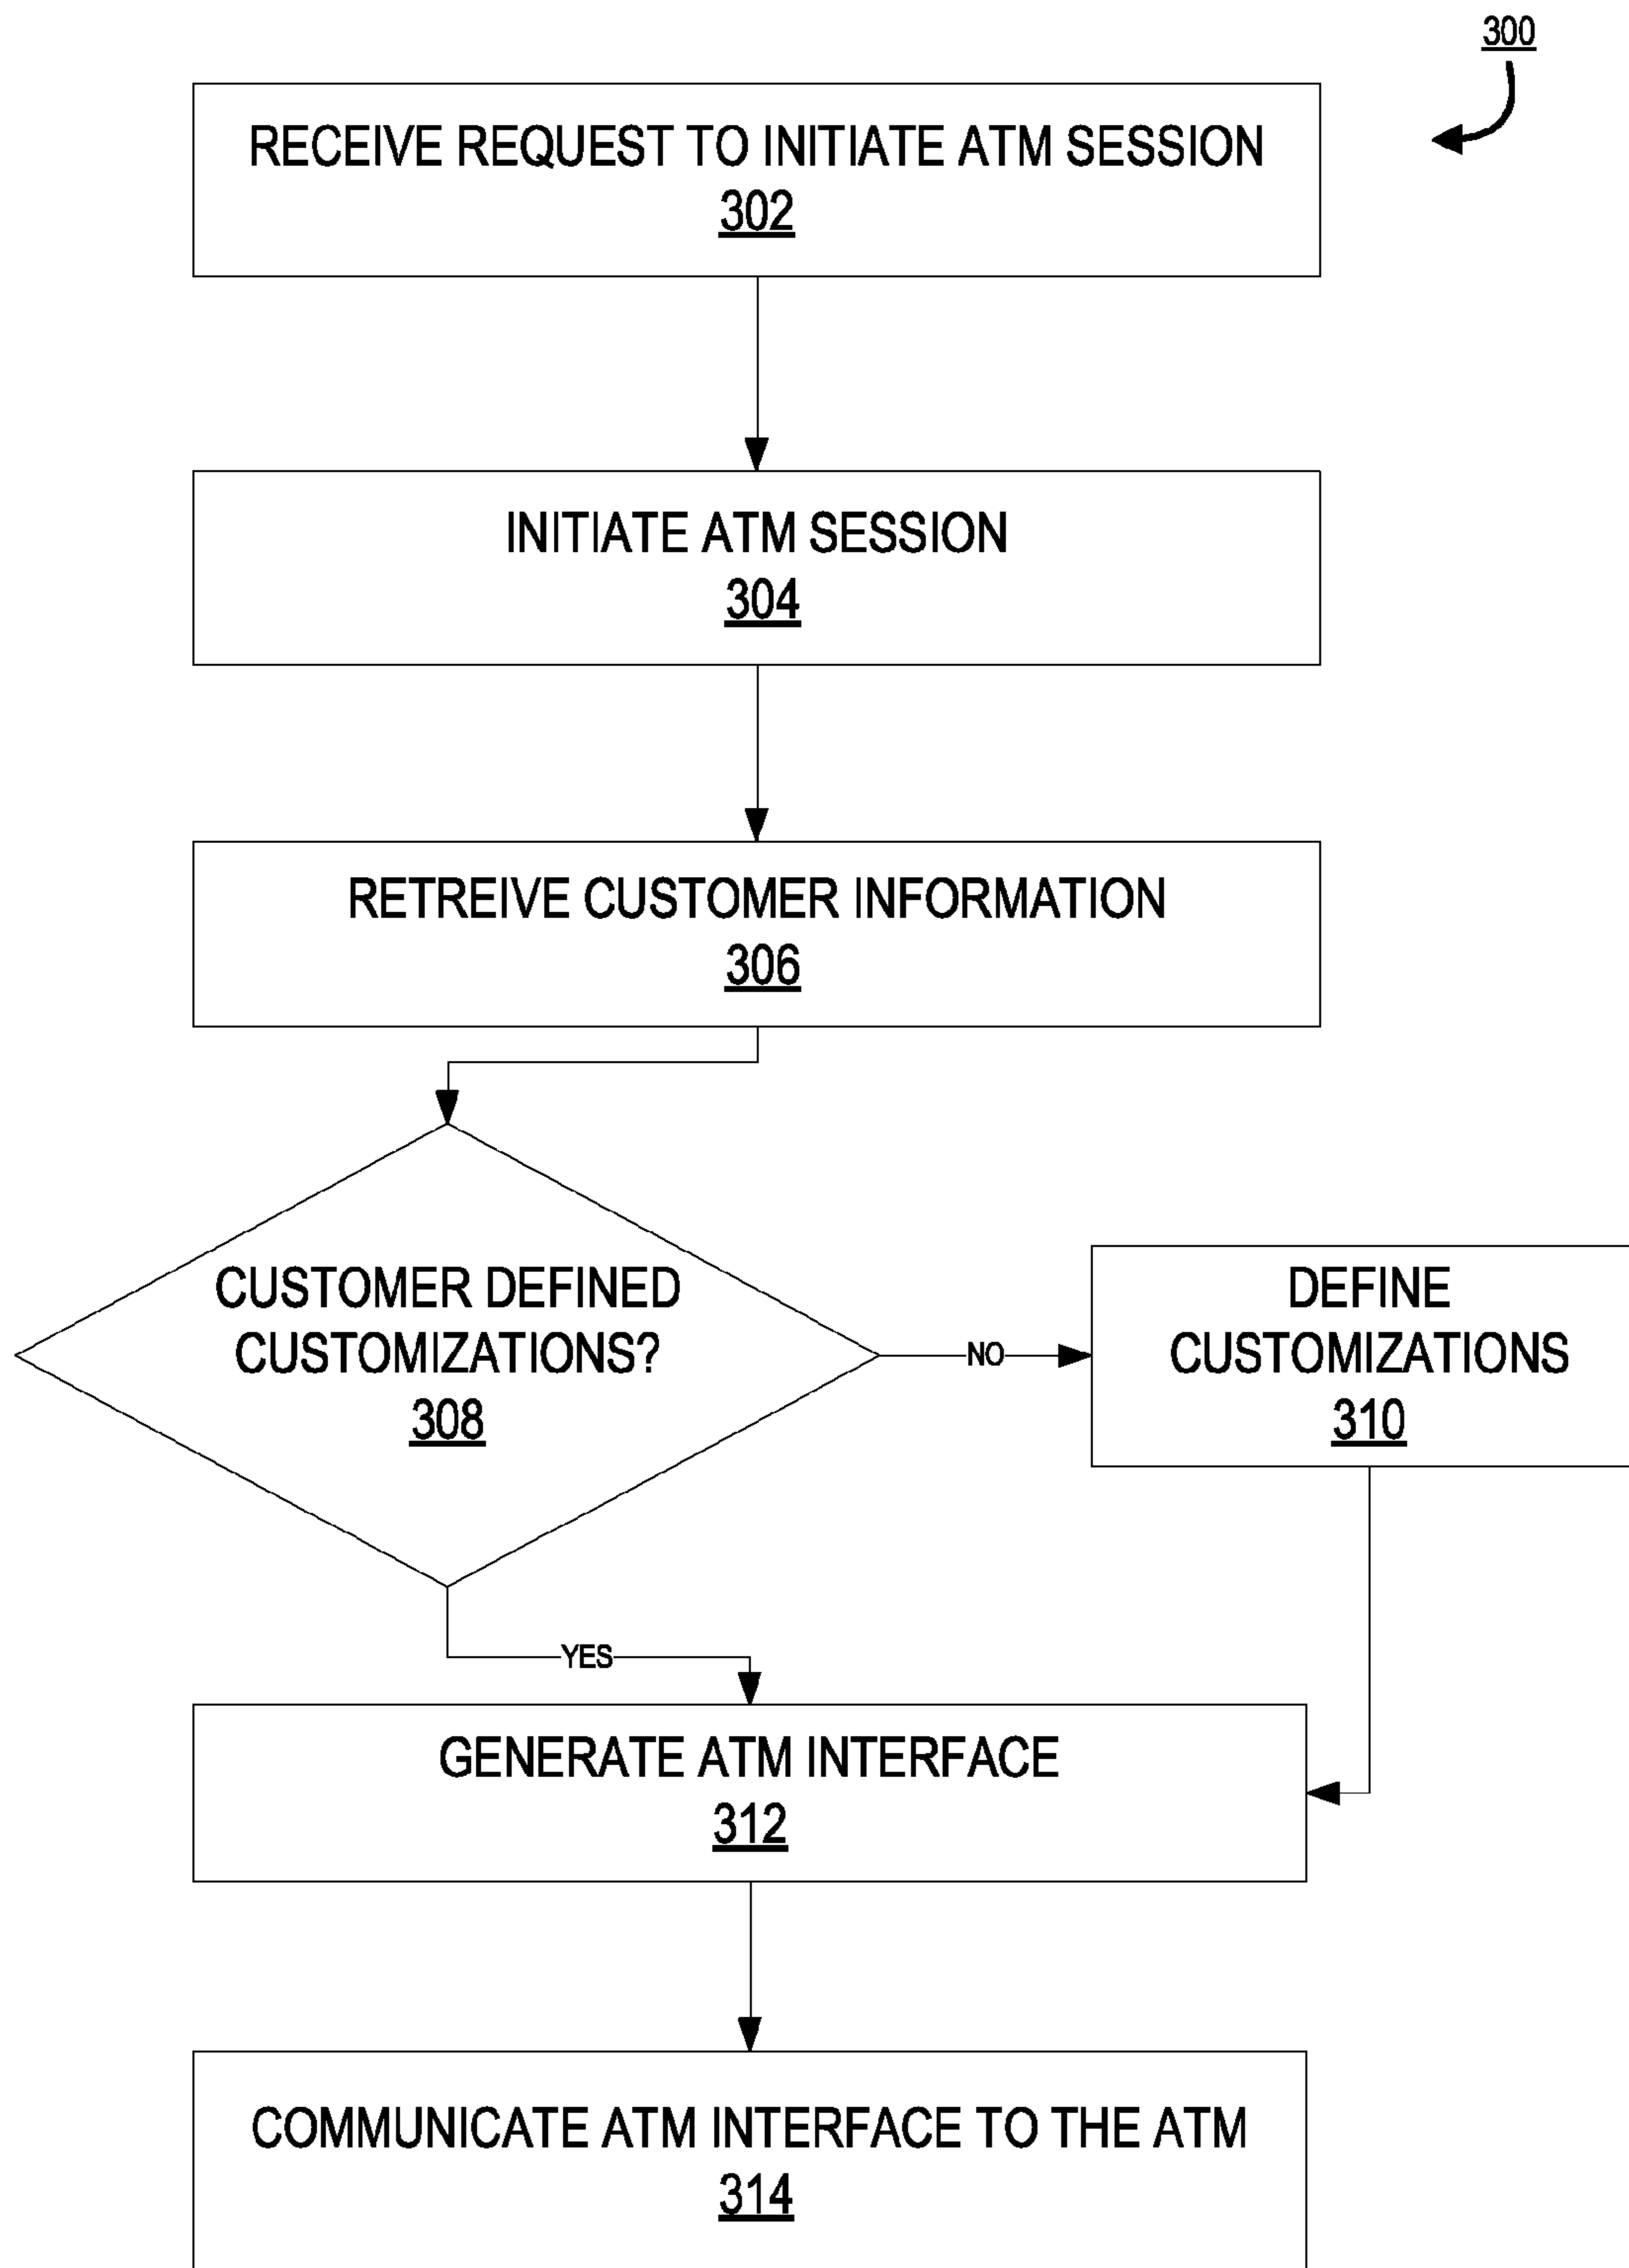 300
RECEIVE REQUEST TO INITIATE ATM SESSION
302
INITIATE ATM SESSION
304
RETREIVE CUSTOMER INFORMATION
306
CUSTOMER DEFINED
CUSTOMIZATIONS?
308
NO
DEFINE
CUSTOMIZATIONS
310
YES
GENERATE ATM INTERFACE
312
COMMUNICATE ATM INTERFACE TO THE ATM
314